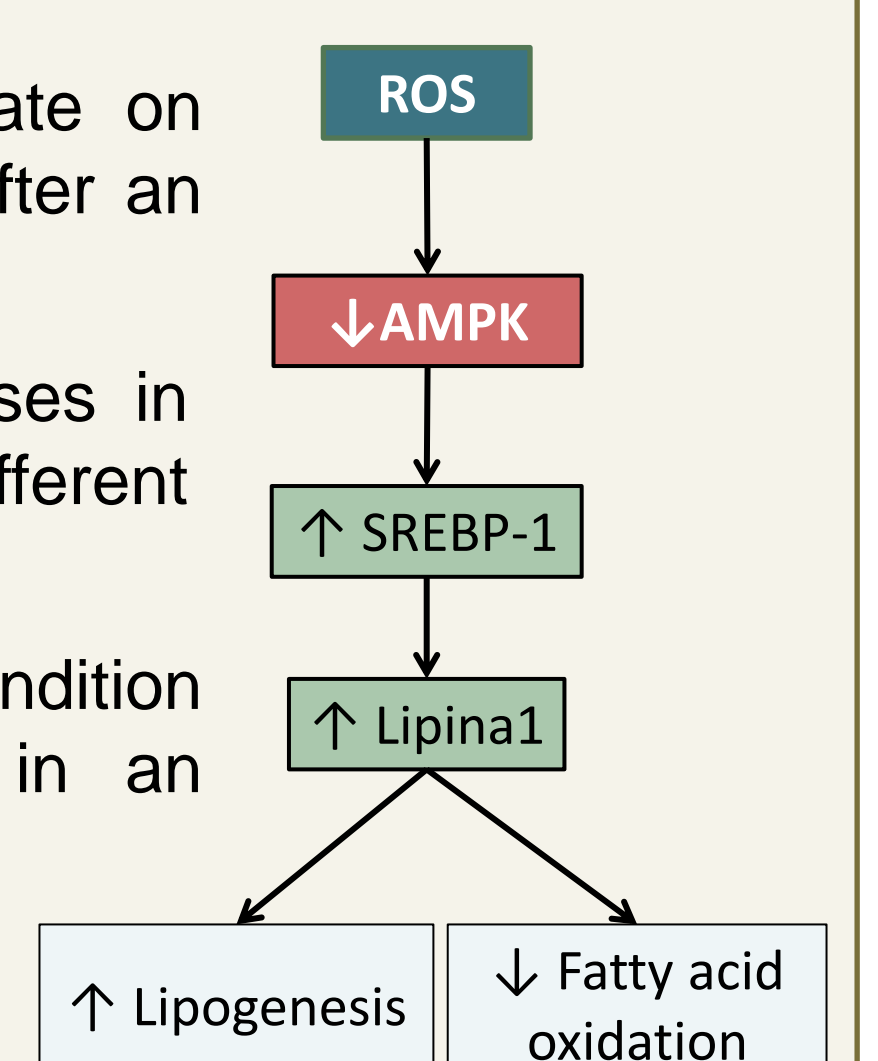 ate on
fter an
ses in
fferent
ndition
in an
ROS
↓AMPK
↑ SREBP-1
↑ Lipina1
↑ Lipogenesis
↓ Fatty acid
oxidation